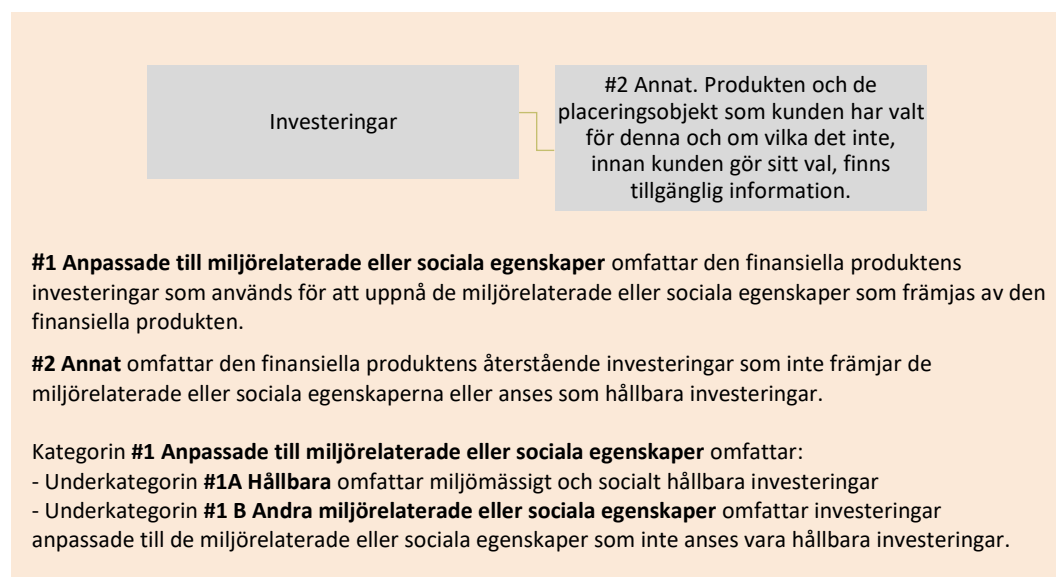 Investeringar
#2 Annat. Produkten och de
placeringsobjekt som kunden har valt
för denna och om vilka det inte,
innan kunden gör sitt val, finns
tillgänglig information.
#1 Anpassade till miljörelaterade eller sociala egenskaper omfattar den finansiella produktens
investeringar som används för att uppnå de miljörelaterade eller sociala egenskaper som främjas av den
finansiella produkten.
#2 Annat omfattar den finansiella produktens återstående investeringar som inte främjar de
miljörelaterade eller sociala egenskaperna eller anses som hållbara investeringar.
Kategorin #1 Anpassade till miljörelaterade eller sociala egenskaper omfattar:
- Underkategorin #1A Hållbara omfattar miljömässigt och socialt hållbara investeringar
- Underkategorin #1 B Andra miljörelaterade eller sociala egenskaper omfattar investeringar
anpassade till de miljörelaterade eller sociala egenskaper som inte anses vara hållbara investeringar.